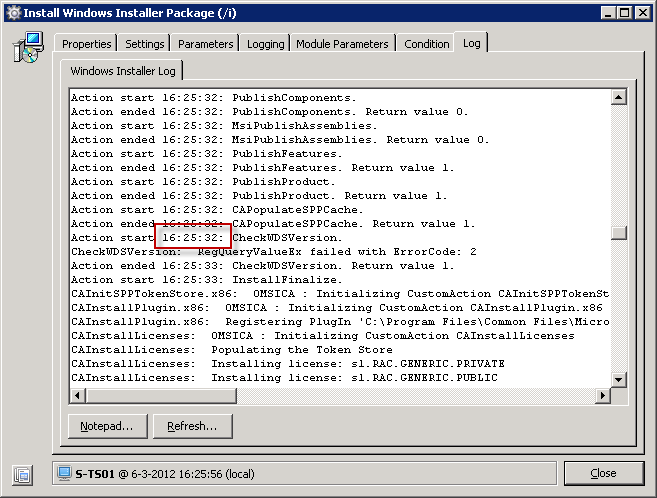 Install Windows Installer Package (/i)
Properties Settings Parameters Logging Module Parameters Condition Log
Windows Installer Log
Action start 16:25:32: PublishComponents.
Action ended 16:25:32: PublishComponents. Return value 0.
Action start 16:25:32: MsiPublishAssemblies.
Action ended 16:25:32: MsiPublishAssemblies. Return value 0.
Action start 16:25:32: PublishFeatures.
Action ended 16:25:32: PublishFeatures. Return value 1.
Action start 16:25:32: PublishProduct.
Action ended 16:25:32: PublishProduct. Return value 1.
Action start 16:25:32: CAPopulateSPPCache.
Action ended 16:25:32: CAPopulateSPPCache. Return value 1.
Action start 16:25:32: CheckWDSVersion.
CheckWDSVersion:  RegQueryValueEx failed with ErrorCode: 2
Action ended 16:25:33: CheckWDSVersion. Return value 1.
Action start 16:25:33: InstallFinalize.
CAInitSPPTokenStore.x86:  OMSICA : Initializing CustomAction CAInitSPPTokenSt
CAInstallPlugin.x86:  OMSICA : Initializing CustomAction CAInstallPlugin.x86
CAInstallPlugin.x86:  Registering PlugIn 'C:\Program Files\Common Files\Micro
CAInstallLicenses:  OMSICA : Initializing CustomAction CAInstallLicenses
CAInstallLicenses:  Populating the Token Store
CAInstallLicenses:  Installing license: sl.RAC.GENERIC.PRIVATE
CAInstallLicenses:  Installing license: sl.RAC.GENERIC.PUBLIC
Notepad... Refresh...
S-TS01 @ 6-3-2012 16:25:56 (local)
Close